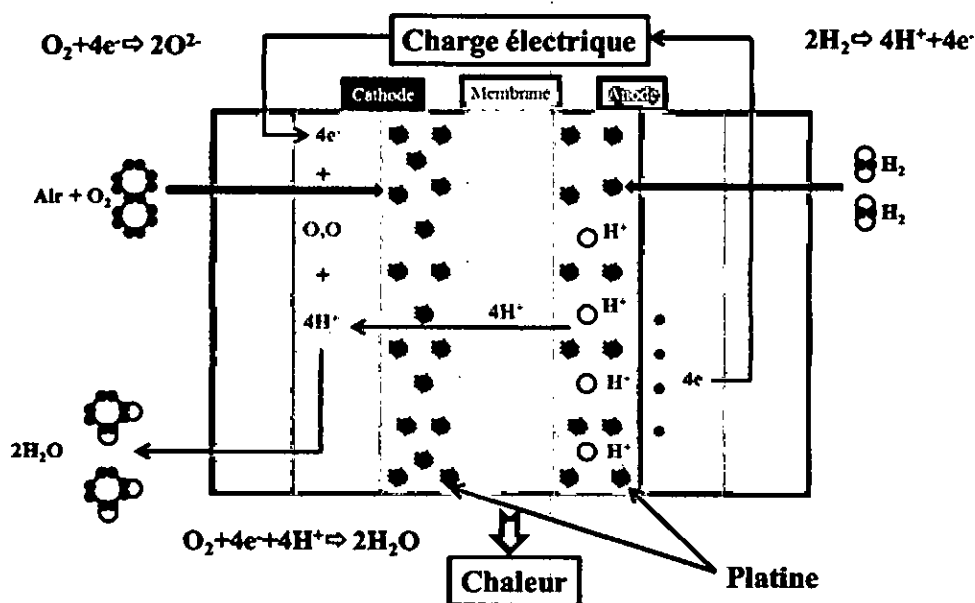 O₂+4e⁻⇨ 2O²⁻
Charge électrique
2H₂⇨ 4H⁺+4e⁻
Cathode
Membrane
Anode
4e⁻
+
Air + O₂
O,O
+
4H⁺
4H⁺
H⁺
H⁺
H⁺
H⁺
H₂
H₂
4e
2H₂O
O₂+4e⁻+4H⁺⇨ 2H₂O
Chaleur
Platine